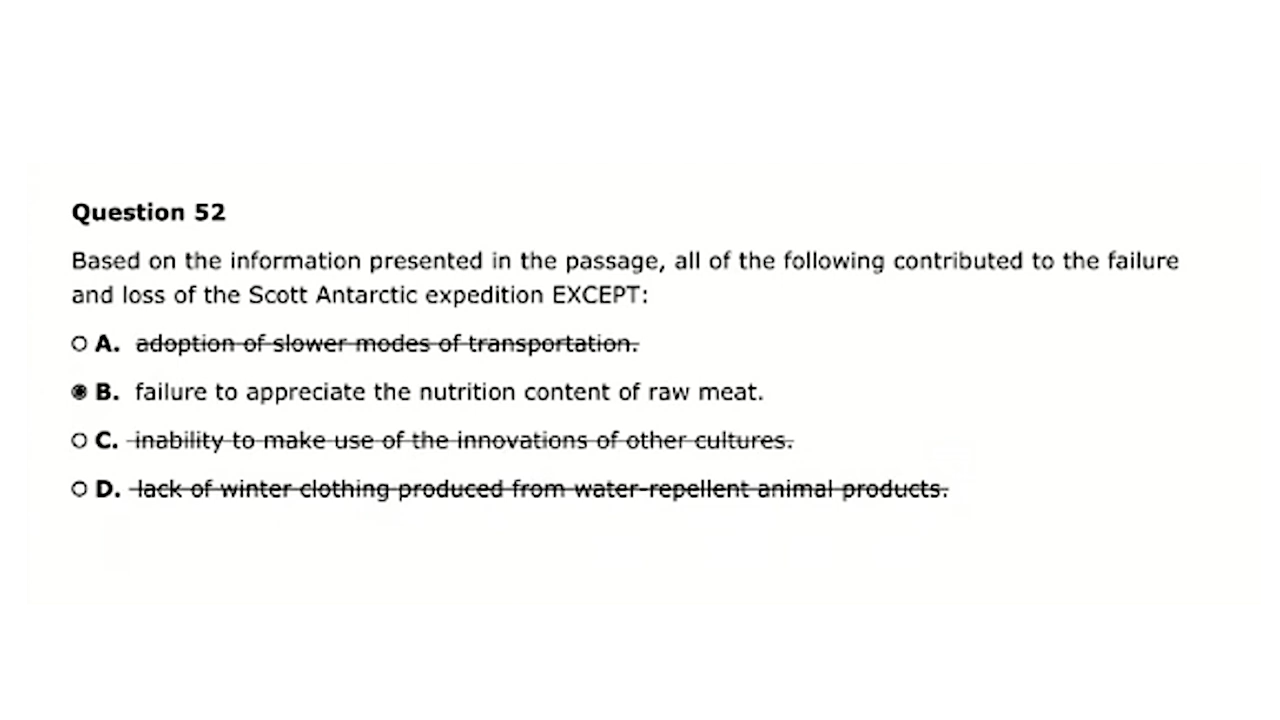 Question 52
Based on the information presented in the passage, all of the following contributed to the failure
and loss of the Scott Antarctic expedition EXCEPT:
A. adoption of slower modes of transportation.
B. failure to appreciate the nutrition content of raw meat.
C. inability to make use of the innovations of other cultures.
D. lack of winter clothing produced from water-repellent animal products.